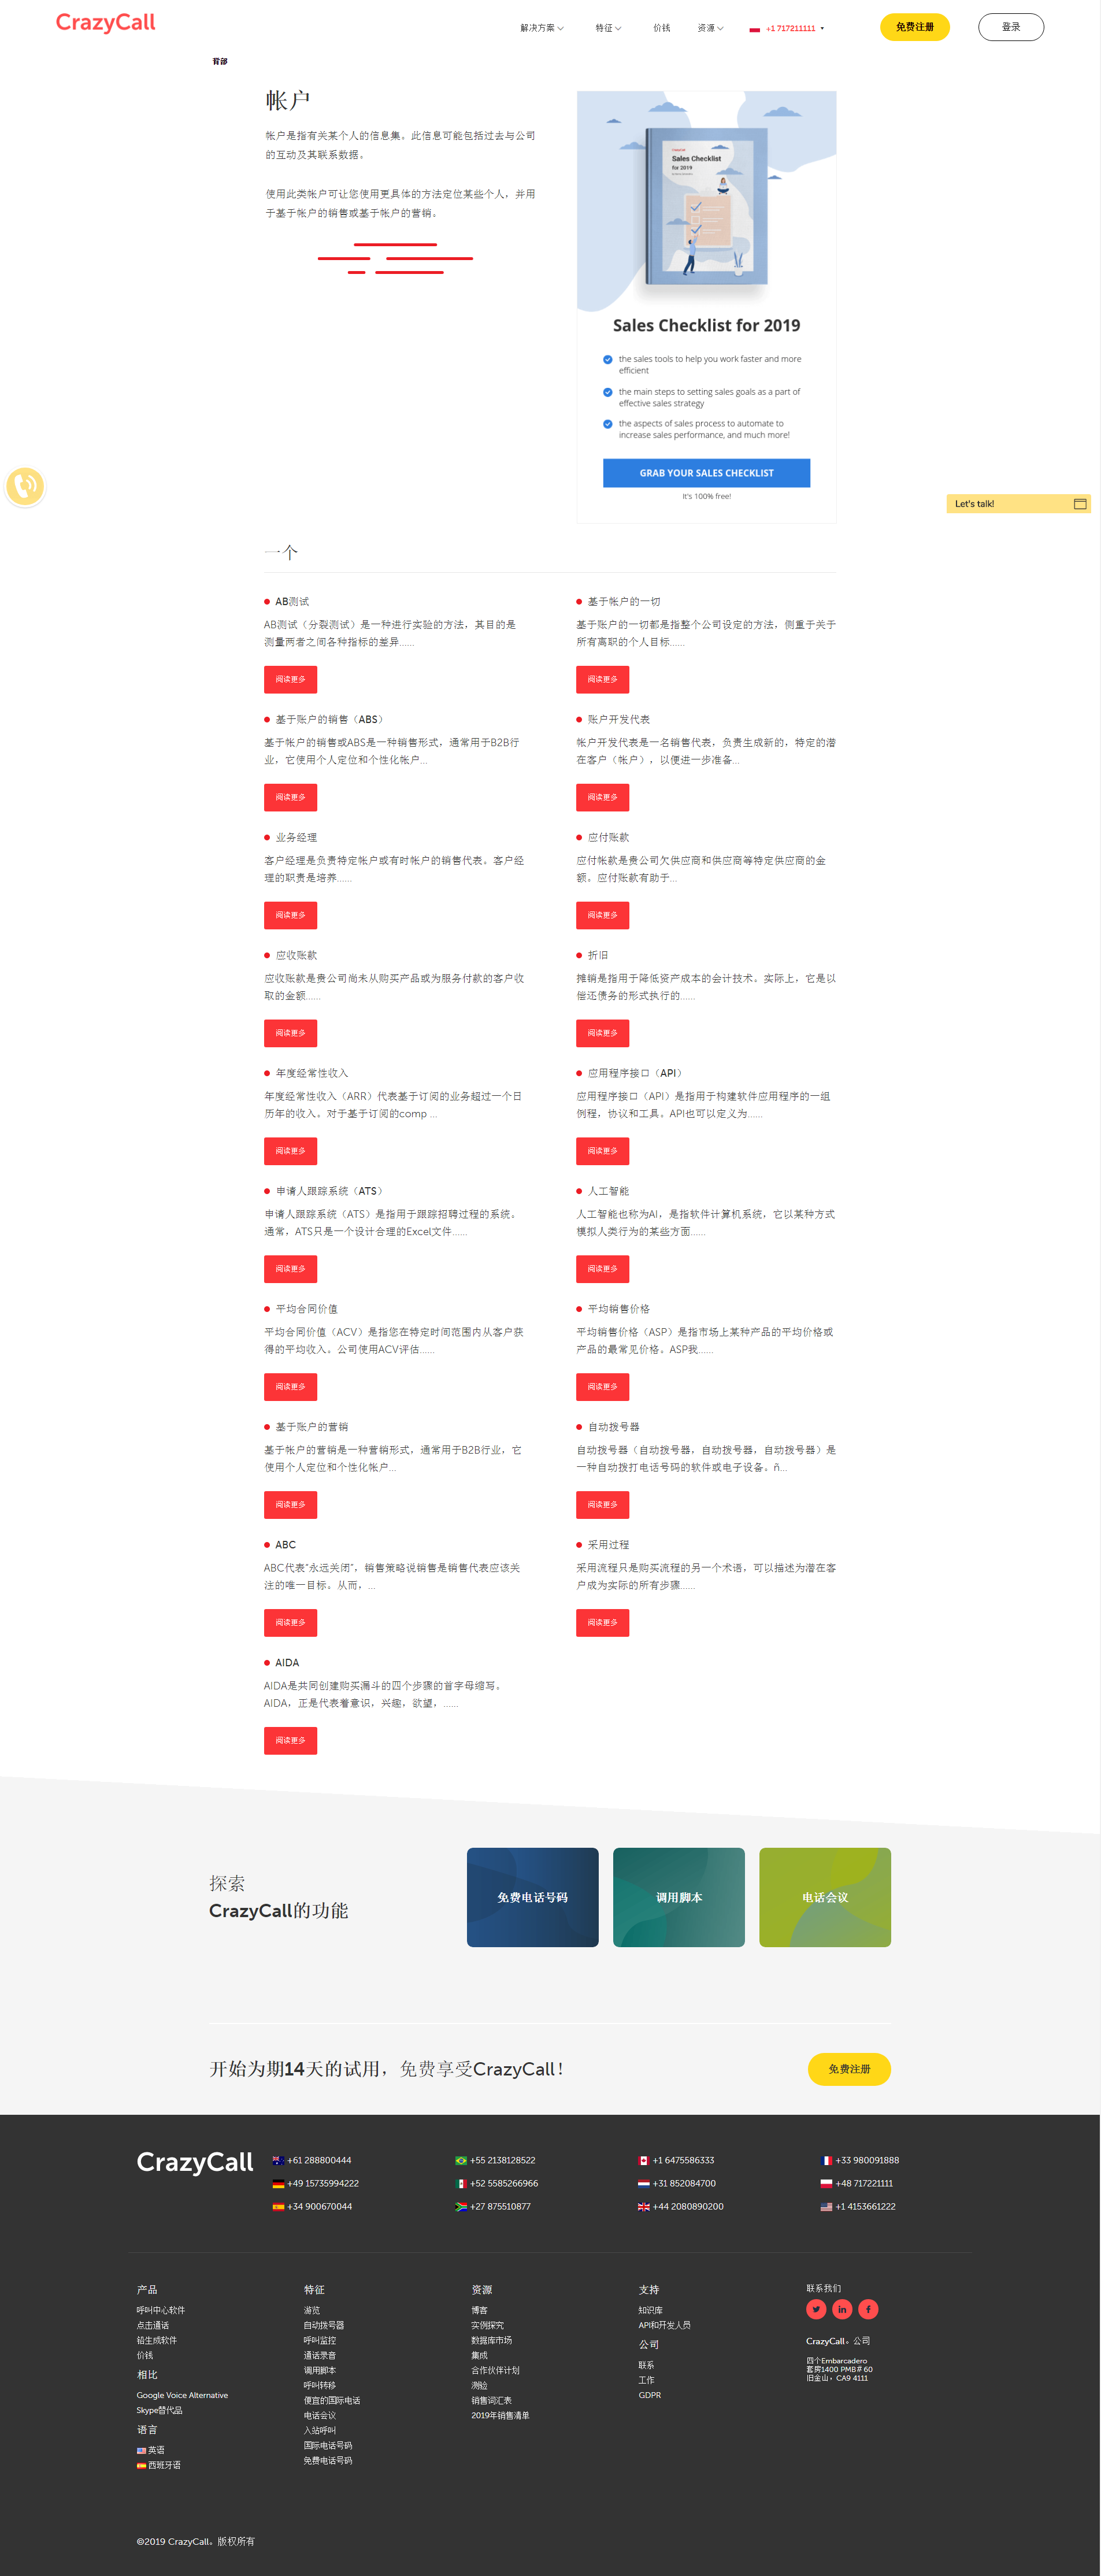 CrazyCall
解决方案
特征
价钱
资源
+1 717211111
免费注册
登录
背部
帐户
帐户是指有关某个人的信息集。此信息可能包括过去与公司
的互动及其联系数据。
使用此类帐户可让您使用更具体的方法定位某些个人，并用
于基于帐户的销售或基于帐户的营销。
CrazyCall
Sales Checklist
for 2019
Sales Checklist for 2019
the sales tools to help you work faster and more
efficient
the main steps to setting sales goals as a part of
effective sales strategy
the aspects of sales process to automate to
increase sales performance, and much more!
GRAB YOUR SALES CHECKLIST
It's 100% free!
Let's talk!
一个
AB测试
AB测试（分裂测试）是一种进行实验的方法，其目的是
测量两者之间各种指标的差异……
阅读更多
基于帐户的一切
基于账户的一切都是指整个公司设定的方法，侧重于关于
所有离职的个人目标……
阅读更多
基于账户的销售（ABS）
基于帐户的销售或ABS是一种销售形式，通常用于B2B行
业，它使用个人定位和个性化帐户...
阅读更多
账户开发代表
帐户开发代表是一名销售代表，负责生成新的，特定的潜
在客户（帐户），以便进一步准备...
阅读更多
业务经理
客户经理是负责特定帐户或有时帐户的销售代表。客户经
理的职责是培养……
阅读更多
应付账款
应付帐款是贵公司欠供应商和供应商等特定供应商的金
额。应付账款有助于...
阅读更多
应收账款
应收账款是贵公司尚未从购买产品或为服务付款的客户收
取的金额……
阅读更多
折旧
摊销是指用于降低资产成本的会计技术。实际上，它是以
偿还债务的形式执行的……
阅读更多
年度经常性收入
年度经常性收入（ARR）代表基于订阅的业务超过一个日
历年的收入。对于基于订阅的comp ...
阅读更多
应用程序接口（API）
应用程序接口（API）是指用于构建软件应用程序的一组
例程，协议和工具。API也可以定义为……
阅读更多
申请人跟踪系统（ATS）
申请人跟踪系统（ATS）是指用于跟踪招聘过程的系统。
通常，ATS只是一个设计合理的Excel文件……
阅读更多
人工智能
人工智能也称为AI，是指软件计算机系统，它以某种方式
模拟人类行为的某些方面……
阅读更多
平均合同价值
平均合同价值（ACV）是指您在特定时间范围内从客户获
得的平均收入。公司使用ACV评估……
阅读更多
平均销售价格
平均销售价格（ASP）是指市场上某种产品的平均价格或
产品的最常见价格。ASP我……
阅读更多
基于账户的营销
基于帐户的营销是一种营销形式，通常用于B2B行业，它
使用个人定位和个性化帐户...
阅读更多
自动拨号器
自动拨号器（自动拨号器，自动拨号器，自动拨号器）是
一种自动拨打电话号码的软件或电子设备。ñ...
阅读更多
ABC
ABC代表“永远关闭”，销售策略说销售是销售代表应该关
注的唯一目标。从而，...
阅读更多
采用过程
采用流程只是购买流程的另一个术语，可以描述为潜在客
户成为实际的所有步骤……
阅读更多
AIDA
AIDA是共同创建购买漏斗的四个步骤的首字母缩写。
AIDA，正是代表着意识，兴趣，欲望，……
阅读更多
探索
CrazyCall的功能
免费电话号码
调用脚本
电话会议
开始为期14天的试用，免费享受CrazyCall！
免费注册
CrazyCall
+61 288800444
+55 2138128522
+1 6475586333
+33 980091888
+49 15735994222
+52 5585266966
+31 852084700
+48 717221111
+34 900670044
+27 875510877
+44 2080890200
+1 4153661222
产品
呼叫中心软件
点击通话
铅生成软件
价钱
相比
Google Voice Alternative
Skype替代品
语言
英语
西班牙语
特征
游览
自动拨号器
呼叫监控
通话录音
调用脚本
呼叫转移
便宜的国际电话
电话会议
入站呼叫
国际电话号码
免费电话号码
资源
博客
实例探究
数据库市场
集成
合作伙伴计划
测验
销售词汇表
2019年销售清单
支持
知识库
API和开发人员
公司
联系
工作
GDPR
联系我们
CrazyCall。公司
四个Embarcadero
套房1400 PMB＃60
旧金山，CA9 4111
©2019 CrazyCall。版权所有